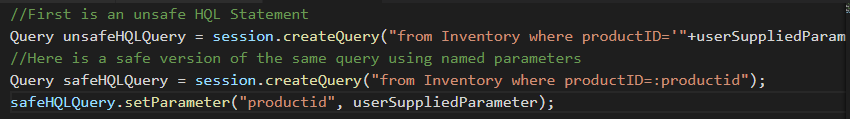 //First is an unsafe HQL Statement
Query unsafeHQLQuery = session.createQuery("from Inventory where productID='"+userSuppliedParam
//Here is a safe version of the same query using named parameters
Query safeHQLQuery = session.createQuery("from Inventory where productID=:productid");
safeHQLQuery.setParameter("productid", userSuppliedParameter);